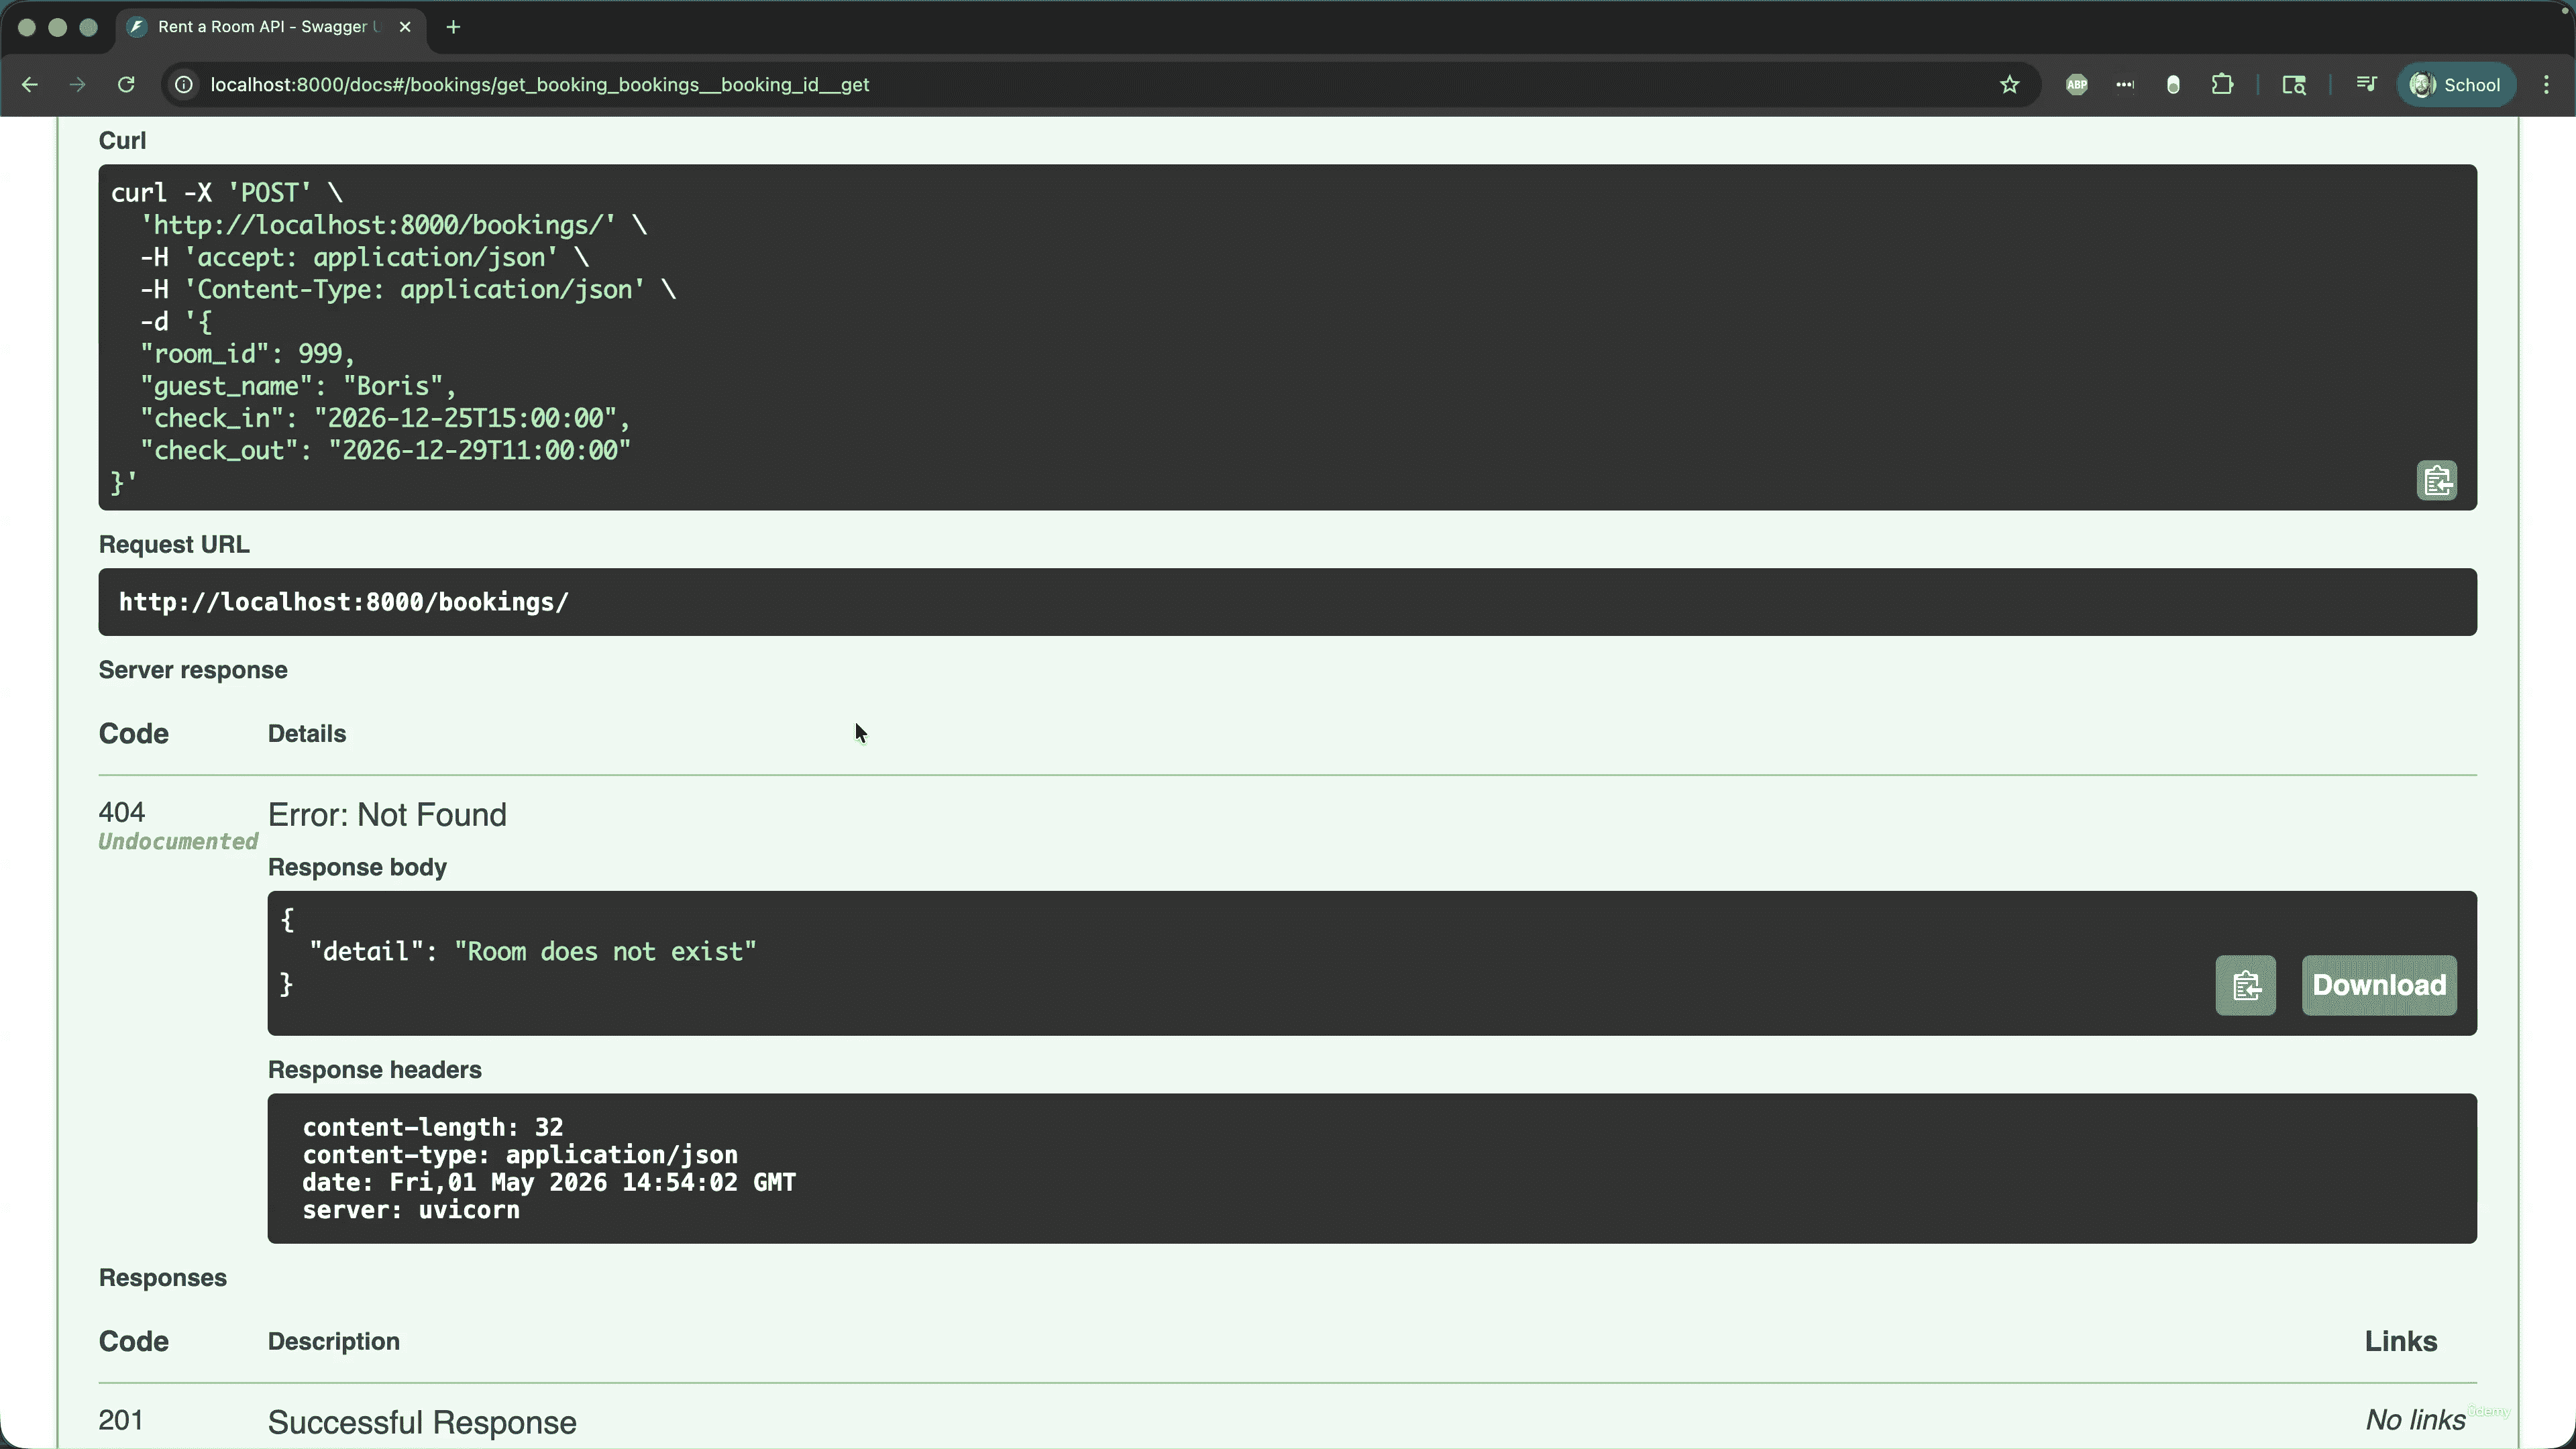 Rent a Room API - Swagger U
localhost:8000/docs#/bookings/get_booking_bookings__booking_id__get
ABP
School
Curl
curl -X 'POST' \
'http://localhost:8000/bookings/' \
-H 'accept: application/json' \
-H 'Content-Type: application/json' \
-d '{
"room_id": 999,
"guest_name": "Boris",
"check_in": "2026-12-25T15:00:00",
"check_out": "2026-12-29T11:00:00"
}'
Request URL
http://localhost:8000/bookings/
Server response
Code Details
404 Error: Not Found
Undocumented
Response body
{
"detail": "Room does not exist"
}
Download
Response headers
content-length: 32
content-type: application/json
date: Fri,01 May 2026 14:54:02 GMT
server: uvicorn
Responses
Code Description Links
201 Successful Response No links
udemy